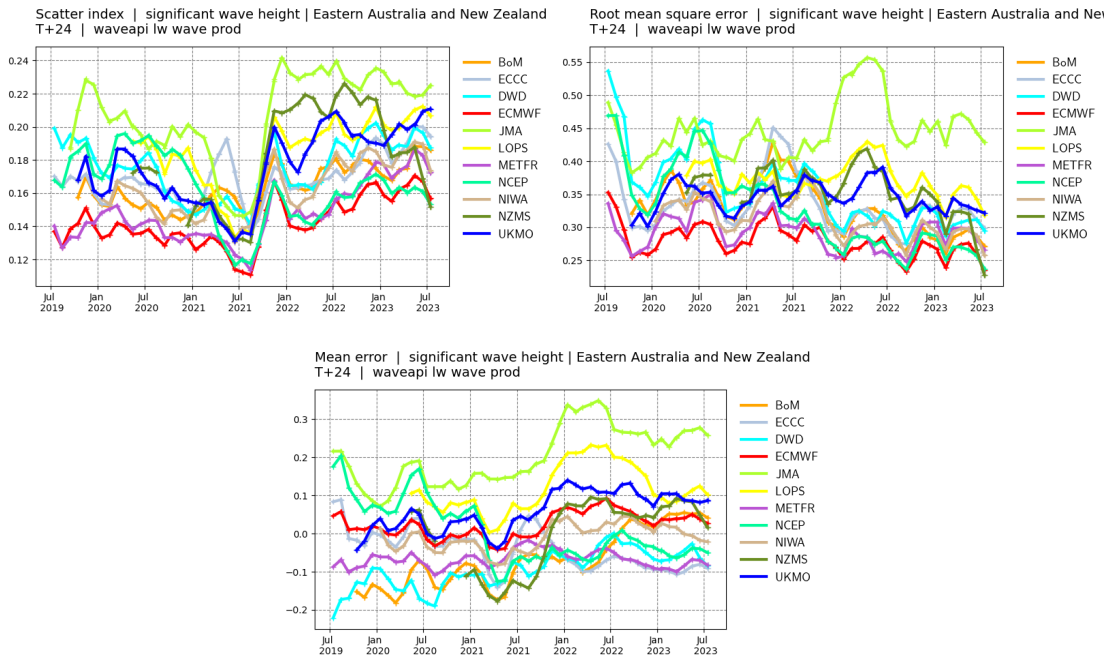 Scatter index | significant wave height | Eastern Australia and New Zealand
T+24 | waveapi lw wave prod
0.24
0.22
0.20
0.18
0.16
0.14
0.12
Jul 2019
Jan 2020
Jul 2020
Jan 2021
Jul 2021
Jan 2022
Jul 2022
Jan 2023
Jul 2023
BoM
ECCC
DWD
ECMWF
JMA
LOPS
METFR
NCEP
NIWA
NZMS
UKMO
Root mean square error | significant wave height | Eastern Australia and New
T+24 | waveapi lw wave prod
0.55
0.50
0.45
0.40
0.35
0.30
0.25
Jul 2019
Jan 2020
Jul 2020
Jan 2021
Jul 2021
Jan 2022
Jul 2022
Jan 2023
Jul 2023
BoM
ECCC
DWD
ECMWF
JMA
LOPS
METFR
NCEP
NIWA
NZMS
UKMO
Mean error | significant wave height | Eastern Australia and New Zealand
T+24 | waveapi lw wave prod
0.3
0.2
0.1
0.0
−0.1
−0.2
Jul 2019
Jan 2020
Jul 2020
Jan 2021
Jul 2021
Jan 2022
Jul 2022
Jan 2023
Jul 2023
BoM
ECCC
DWD
ECMWF
JMA
LOPS
METFR
NCEP
NIWA
NZMS
UKMO